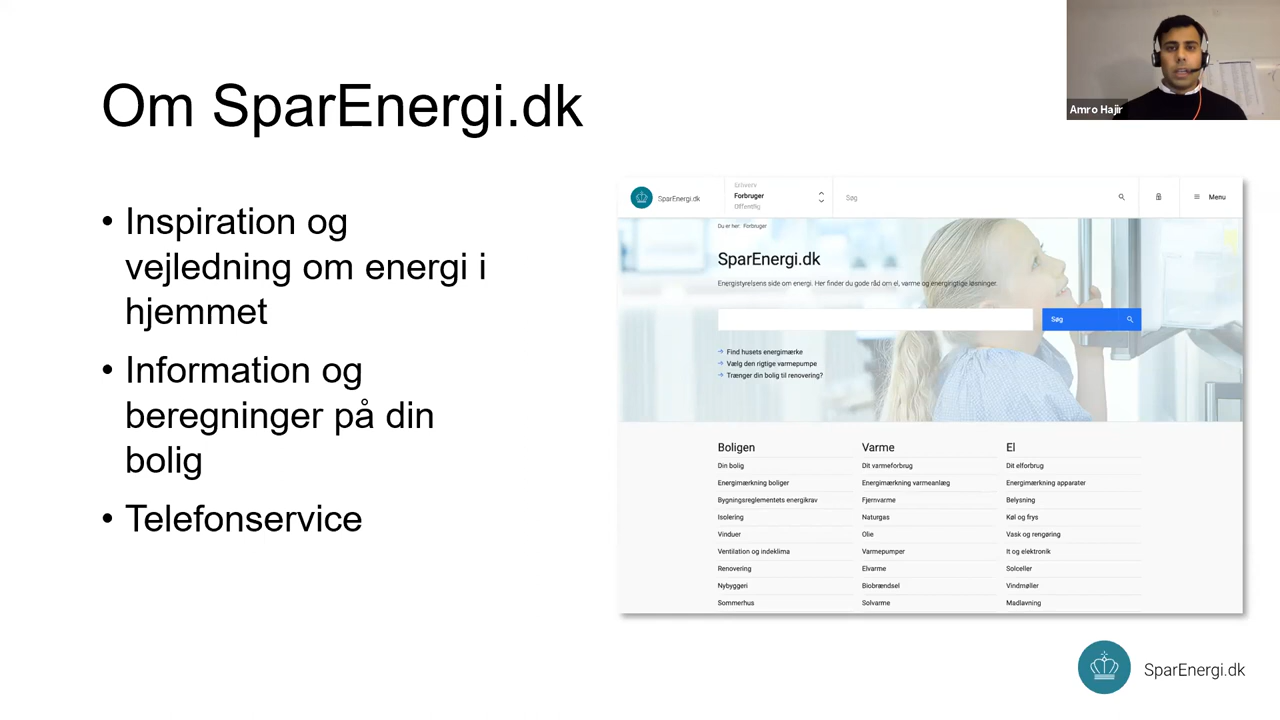 Om SparEnergi.dk
Amro Hajir
• Inspiration og
vejledning om energi i
hjemmet
• Information og
beregninger på din
bolig
• Telefonservice
SparEnergi.dk
Erhverv
Forbruger
Offentlig
Søg
Menu
Du er her: Forbruger
SparEnergi.dk
Energistyrelsens side om energi. Her finder du gode råd om el, varme og energirigtige løsninger.
Søg
Find husets energimærke
Vælg den rigtige varmepumpe
Trænger din bolig til renovering?
Boligen
Din bolig
Energimærkning boliger
Bygningsreglementets energikrav
Isolering
Vinduer
Ventilation og indeklima
Renovering
Nybyggeri
Sommerhus
Varme
Dit varmeforbrug
Energimærkning varmeanlæg
Fjernvarme
Naturgas
Olie
Varmepumper
Elvarme
Biobrændsel
Solvarme
El
Dit elforbrug
Energimærkning apparater
Belysning
Køl og frys
Vask og rengøring
It og elektronik
Solceller
Vindmøller
Madlavning
SparEnergi.dk